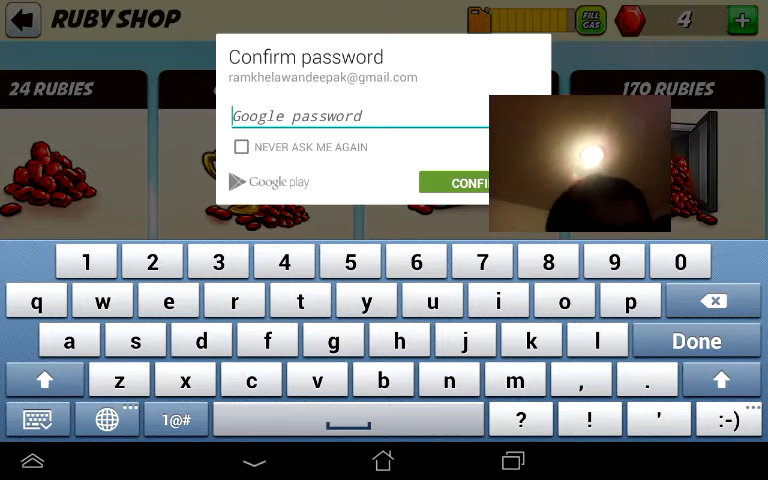 RUBY SHOP
FILL GAS
4
+
24 RUBIES
170 RUBIES
Confirm password
ramkhelawandeepak@gmail.com
Google password
NEVER ASK ME AGAIN
Google play
CONFI
1 2 3 4 5 6 7 8 9 0
q w e r t y u i o p
a s d f g h j k l Done
z x c v b n m , .
1@# ? ! ' :-)